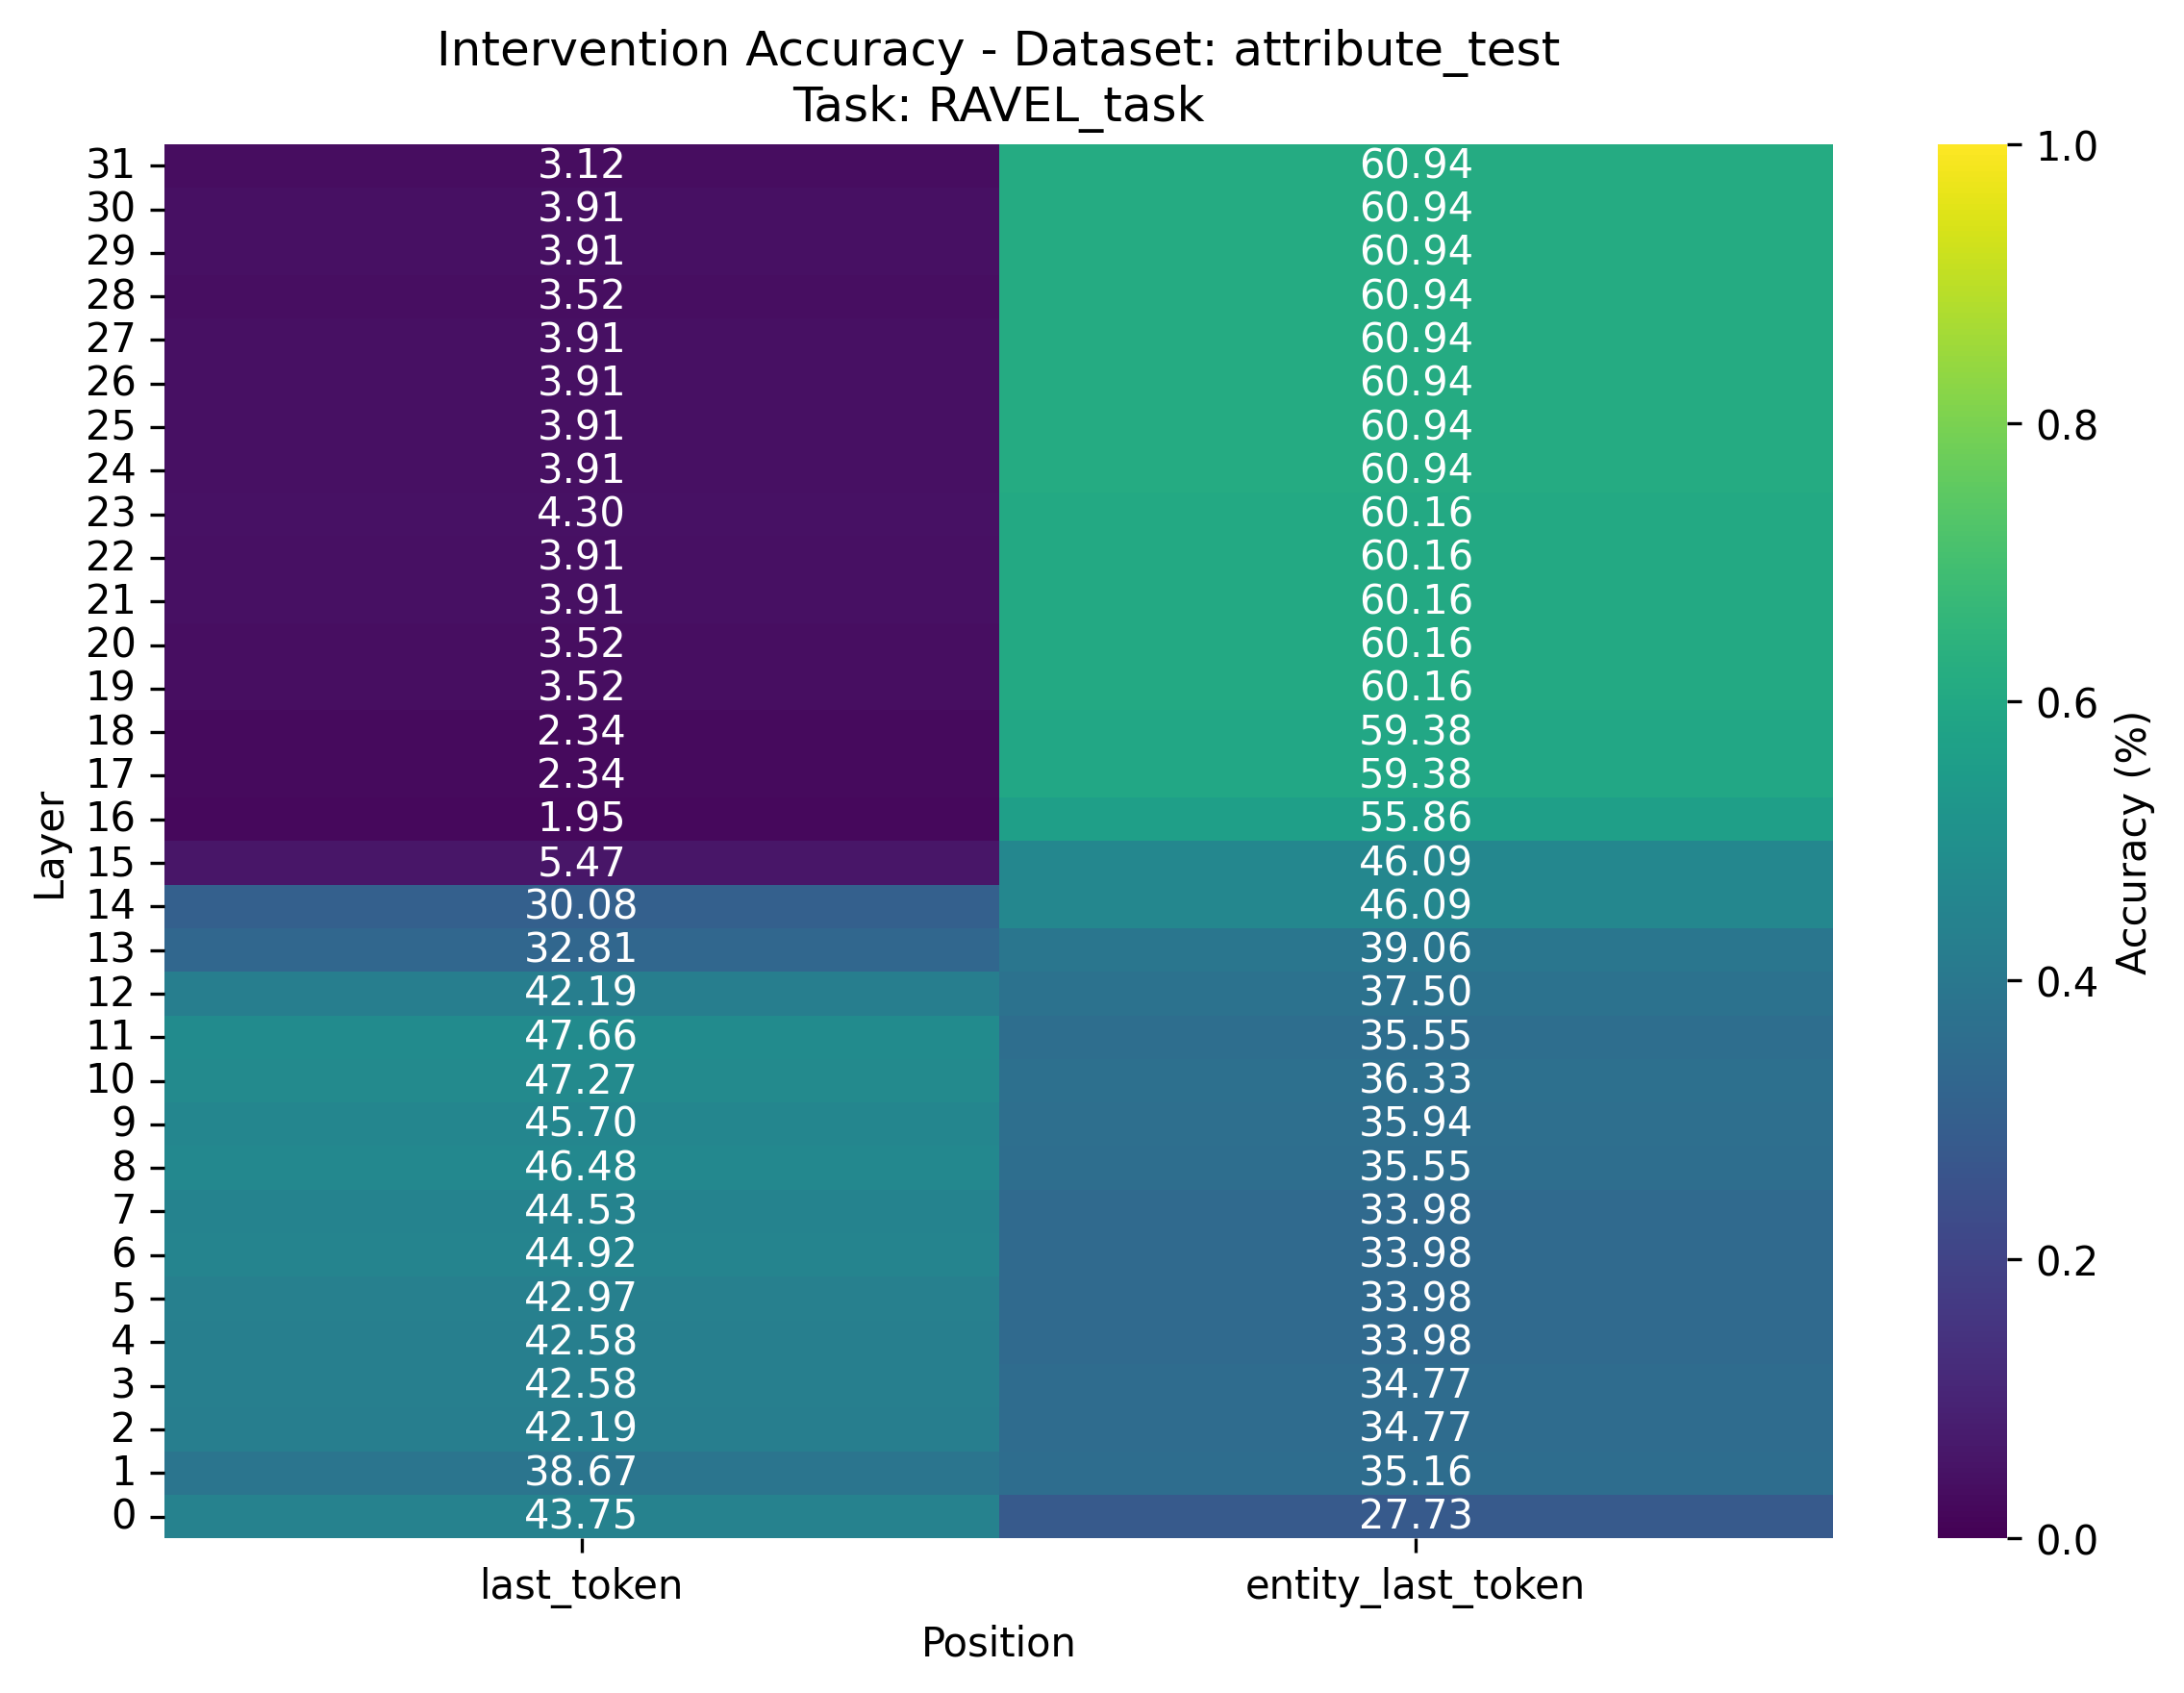 Intervention Accuracy - Dataset: attribute_test
Task: RAVEL_task
31 3.12 60.94
30 3.91 60.94
29 3.91 60.94
28 3.52 60.94
27 3.91 60.94
26 3.91 60.94
25 3.91 60.94
24 3.91 60.94
23 4.30 60.16
22 3.91 60.16
21 3.91 60.16
20 3.52 60.16
19 3.52 60.16
18 2.34 59.38
17 2.34 59.38
16 1.95 55.86
15 5.47 46.09
14 30.08 46.09
13 32.81 39.06
12 42.19 37.50
11 47.66 35.55
10 47.27 36.33
9 45.70 35.94
8 46.48 35.55
7 44.53 33.98
6 44.92 33.98
5 42.97 33.98
4 42.58 33.98
3 42.58 34.77
2 42.19 34.77
1 38.67 35.16
0 43.75 27.73
last_token entity_last_token
Position
Layer
1.0
0.8
0.6
0.4
0.2
0.0
Accuracy (%)